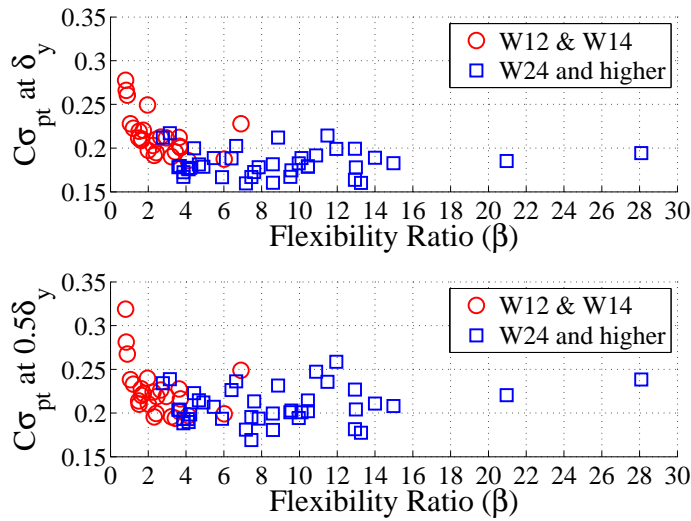 Cσpt at δy
0.35
0.3
0.25
0.2
0.15
W12 & W14
W24 and higher
0 2 4 6 8 10 12 14 16 18 20 22 24 26 28 30
Flexibility Ratio (β)
Cσpt at 0.5δy
0.35
0.3
0.25
0.2
0.15
W12 & W14
W24 and higher
0 2 4 6 8 10 12 14 16 18 20 22 24 26 28 30
Flexibility Ratio (β)